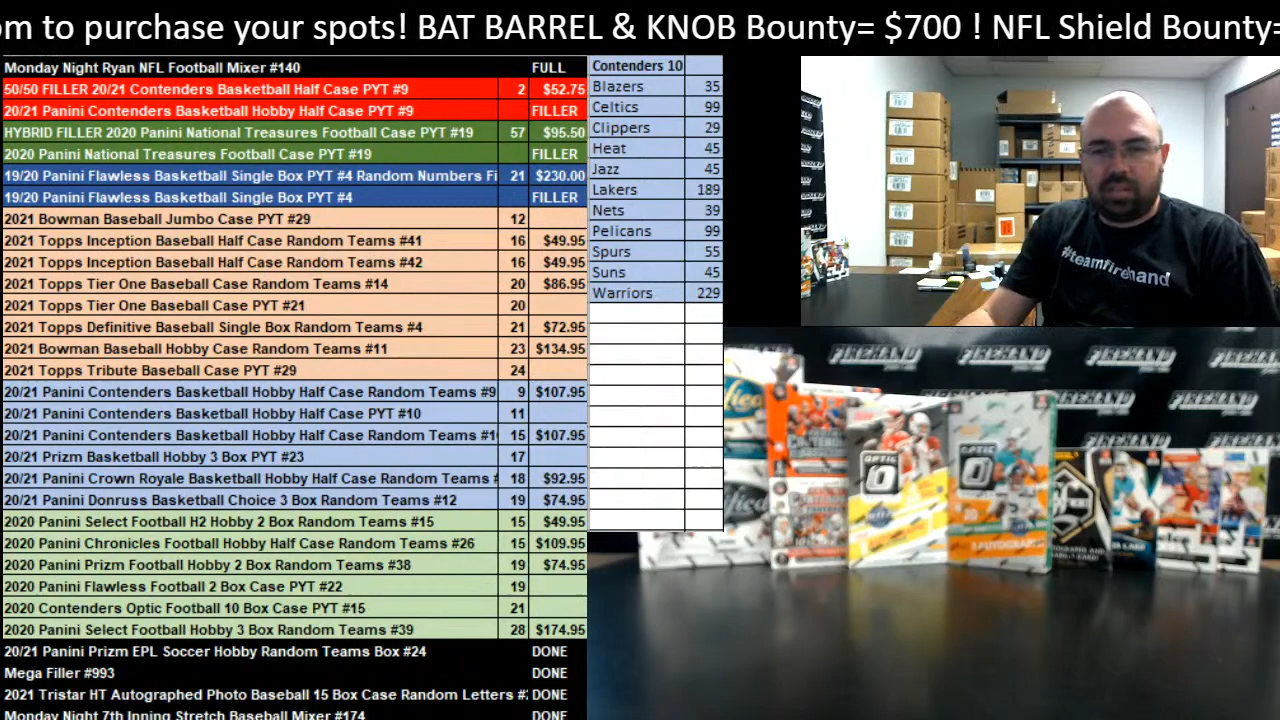 om to purchase your spots! BAT BARREL & KNOB Bounty= $700 ! NFL Shield Bounty=
Monday Night Ryan NFL Football Mixer #140 FULL
50/50 FILLER 20/21 Contenders Basketball Half Case PYT #9 2 $52.75
20/21 Panini Contenders Basketball Hobby Half Case PYT #9 FILLER
HYBRID FILLER 2020 Panini National Treasures Football Case PYT #19 57 $95.50
2020 Panini National Treasures Football Case PYT #19 FILLER
19/20 Panini Flawless Basketball Single Box PYT #4 Random Numbers Fi 21 $230.00
19/20 Panini Flawless Basketball Single Box PYT #4 FILLER
2021 Bowman Baseball Jumbo Case PYT #29 12
2021 Topps Inception Baseball Half Case Random Teams #41 16 $49.95
2021 Topps Inception Baseball Half Case Random Teams #42 16 $49.95
2021 Topps Tier One Baseball Case Random Teams #14 20 $86.95
2021 Topps Tier One Baseball Case PYT #21 20
2021 Topps Definitive Baseball Single Box Random Teams #4 21 $72.95
2021 Bowman Baseball Hobby Case Random Teams #11 23 $134.95
2021 Topps Tribute Baseball Case PYT #29 24
20/21 Panini Contenders Basketball Hobby Half Case Random Teams #9 9 $107.95
20/21 Panini Contenders Basketball Hobby Half Case PYT #10 11
20/21 Panini Contenders Basketball Hobby Half Case Random Teams #1 15 $107.95
20/21 Prizm Basketball Hobby 3 Box PYT #23 17
20/21 Panini Crown Royale Basketball Hobby Half Case Random Teams # 18 $92.95
20/21 Panini Donruss Basketball Choice 3 Box Random Teams #12 19 $74.95
2020 Panini Select Football H2 Hobby 2 Box Random Teams #15 15 $49.95
2020 Panini Chronicles Football Hobby Half Case Random Teams #26 15 $109.95
2020 Panini Prizm Football Hobby 2 Box Random Teams #38 19 $74.95
2020 Panini Flawless Football 2 Box Case PYT #22 19
2020 Contenders Optic Football 10 Box Case PYT #15 21
2020 Panini Select Football Hobby 3 Box Random Teams #39 28 $174.95
20/21 Panini Prizm EPL Soccer Hobby Random Teams Box #24 DONE
Mega Filler #993 DONE
2021 Tristar HT Autographed Photo Baseball 15 Box Case Random Letters #: DONE
Monday Night 7th Inning Stretch Baseball Mixer #174 DONE
Contenders 10
Blazers 35
Celtics 99
Clippers 29
Heat 45
Jazz 45
Lakers 189
Nets 39
Pelicans 99
Spurs 55
Suns 45
Warriors 229
#teamfirehand
FIREHAND FIREHAND FIREHAND FIREHAND
OPTIC
OPTIC